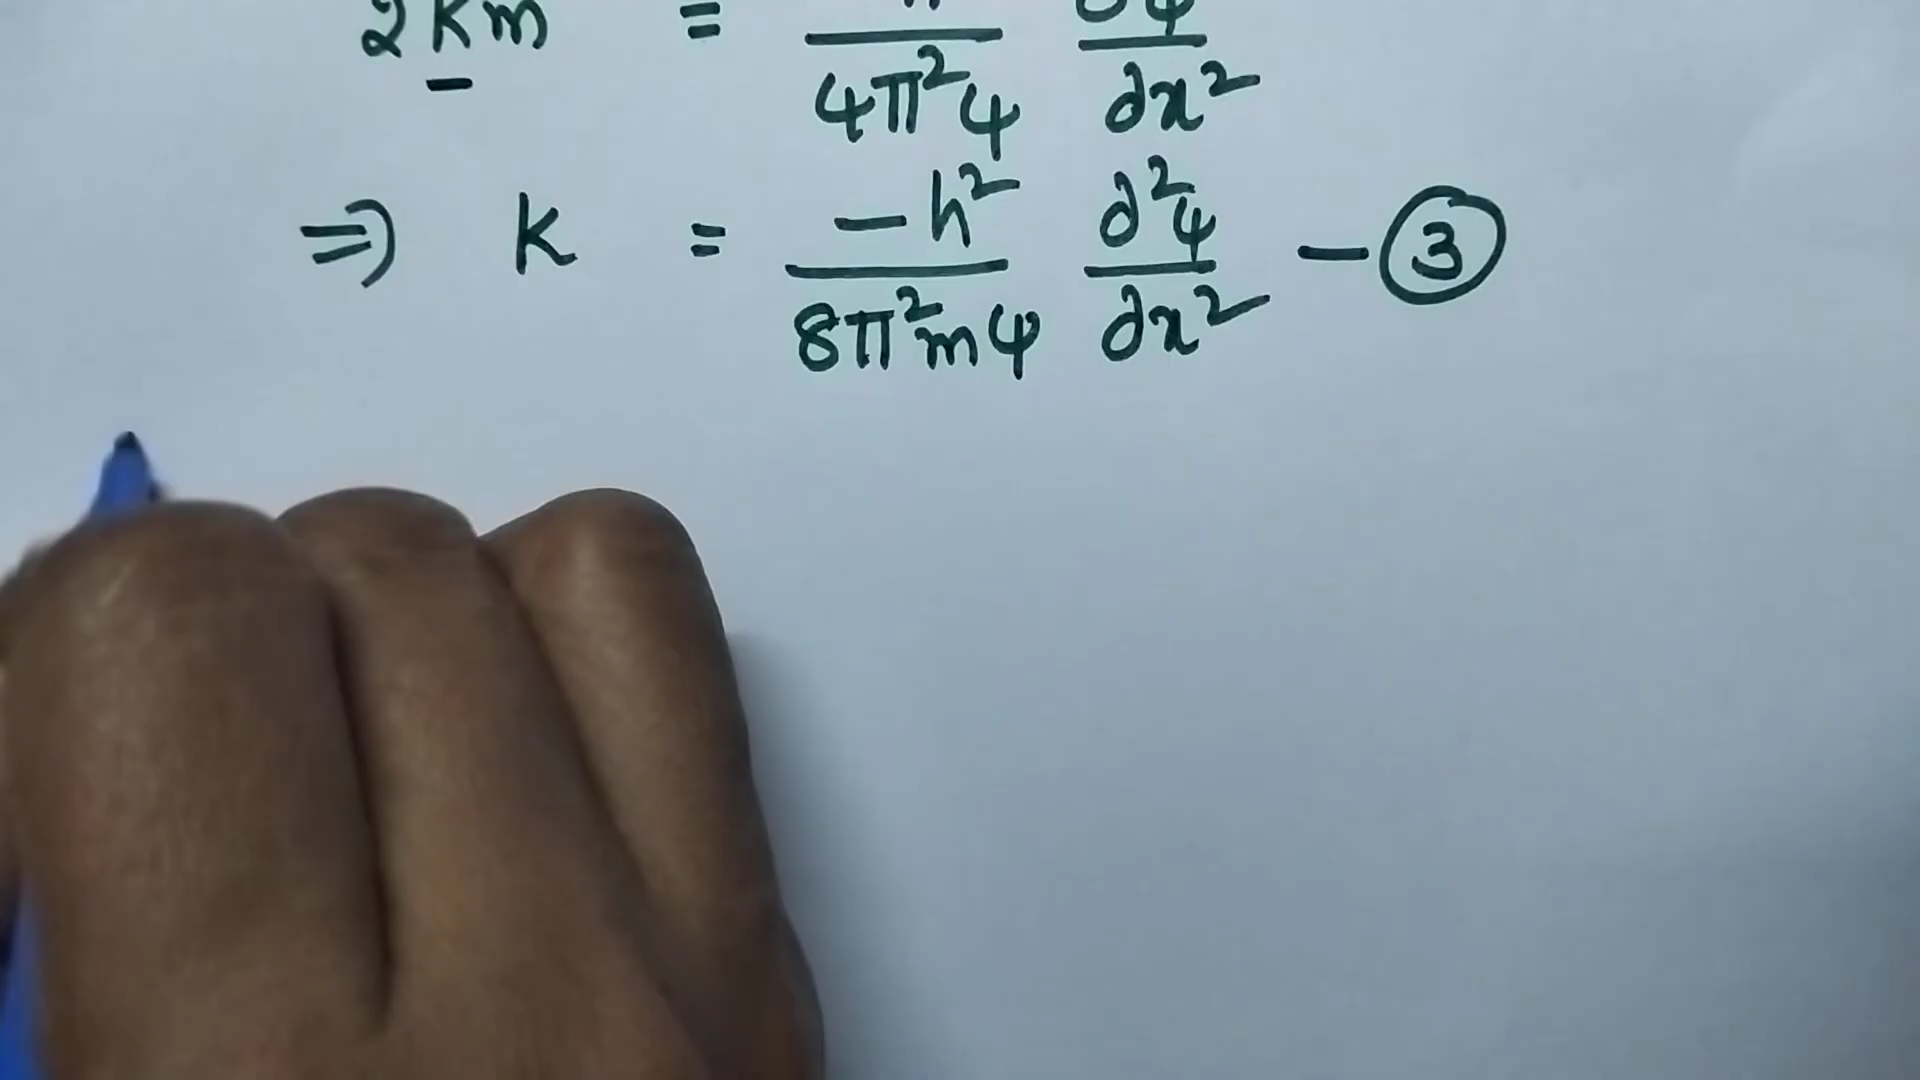 2Km = ─── / 4π²ψ ∂ψ / ∂x²
⇒ K = -h² / 8π²mψ ∂²ψ / ∂x² - ③